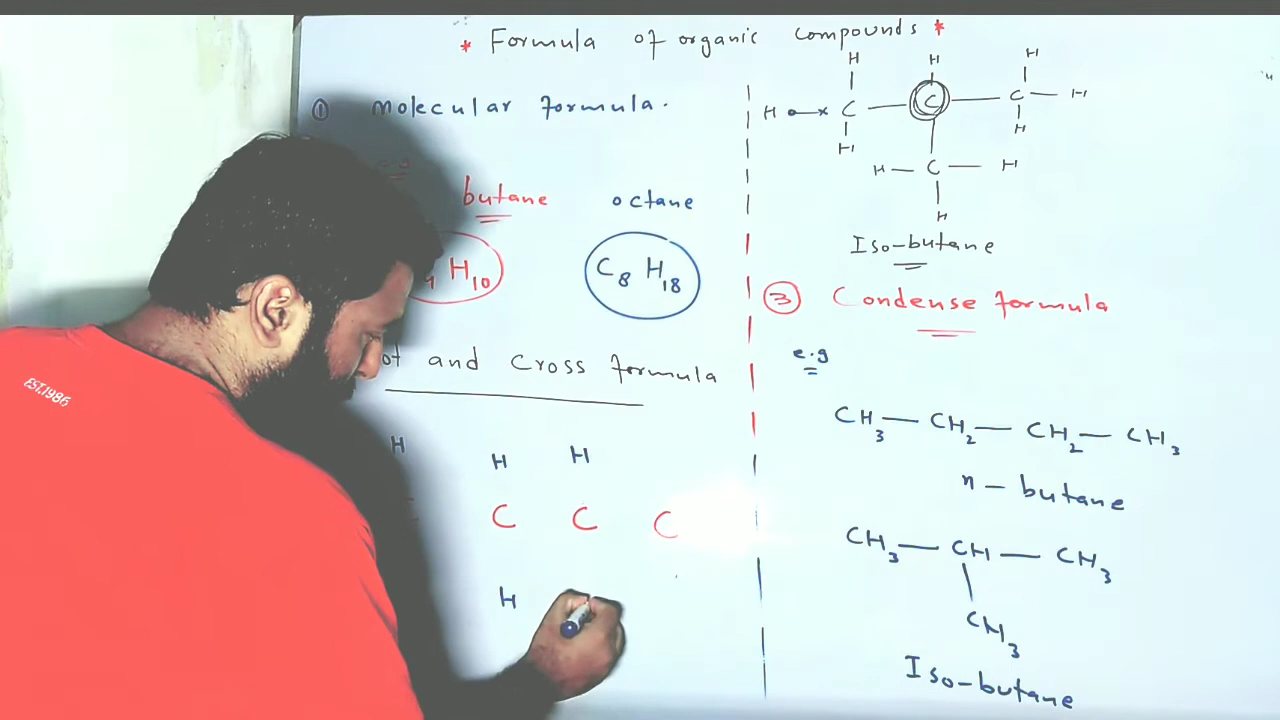 * Formula of organic compounds *
① Molecular formula.
butane octane
H10 C8 H18
and Cross formula
H H H
C C C
H
H H H
H C C C H
H H
H C H
H
Iso-butane
③ Condense formula
e.g
CH3 — CH2 — CH2 — CH3
n - butane
CH3 — CH — CH3
CH3
Iso-butane
EST.1986